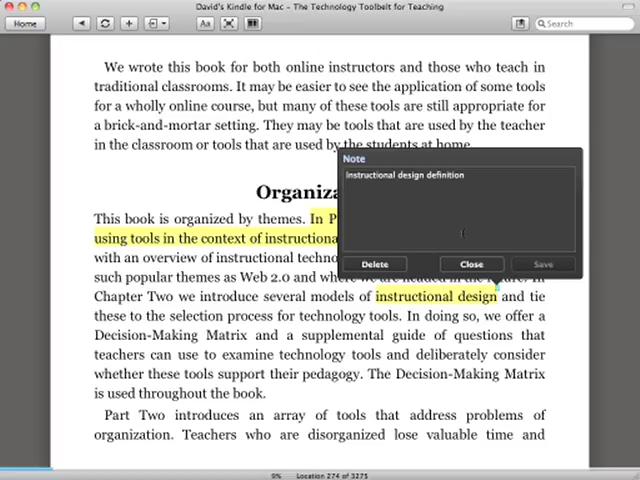 David's Kindle for Mac – The Technology Toolbelt for Teaching
Home
Aa
Search
We wrote this book for both online instructors and those who teach in
traditional classrooms. It may be easier to see the application of some tools
for a wholly online course, but many of these tools are still appropriate for
a brick-and-mortar setting. They may be tools that are used by the teacher
in the classroom or tools that are used by the students at home.
Note
instructional design definition
Delete
Close
Save
This book is organized by themes. In P
using tools in the context of instructiona
with an overview of instructional techno
such popular themes as Web 2.0 and where we are headed in the future. In
Chapter Two we introduce several models of instructional design and tie
these to the selection process for technology tools. In doing so, we offer a
Decision-Making Matrix and a supplemental guide of questions that
teachers can use to examine technology tools and deliberately consider
whether these tools support their pedagogy. The Decision-Making Matrix
is used throughout the book.
Part Two introduces an array of tools that address problems of
organization. Teachers who are disorganized lose valuable time and
9%
Location 274 of 3275